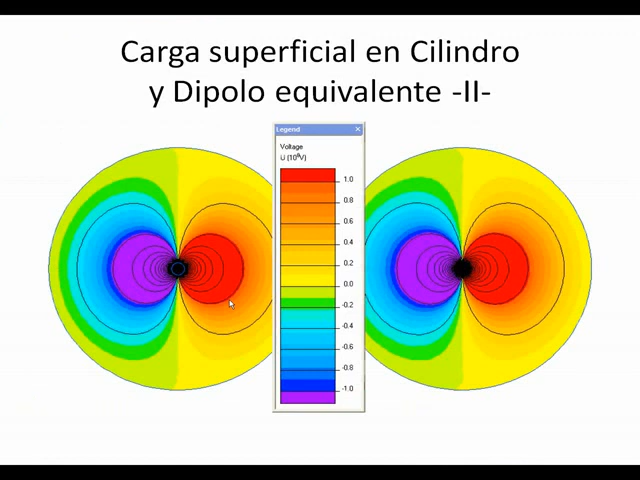 Carga superficial en Cilindro
y Dipolo equivalente -II-
Legend
Voltage
U (10⁹V)
1.0
0.8
0.6
0.4
0.2
0.0
-0.2
-0.4
-0.6
-0.8
-1.0